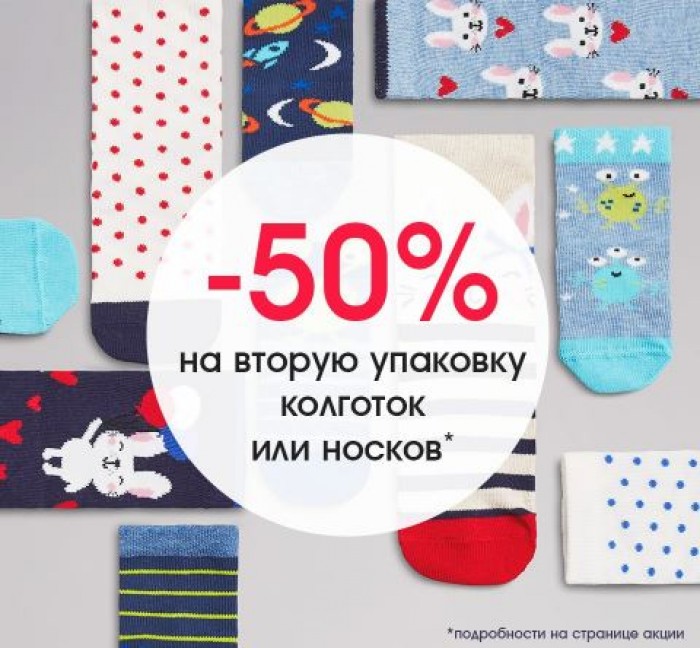 -50%
на вторую упаковку
колготок
или носков*
*подробности на странице акции